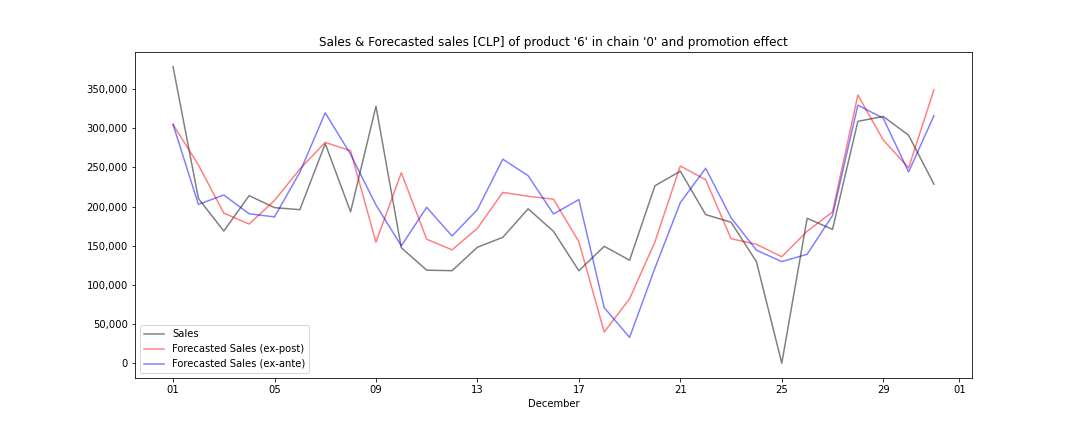 Sales & Forecasted sales [CLP] of product '6' in chain '0' and promotion effect
350,000
300,000
250,000
200,000
150,000
100,000
50,000
0
Sales
Forecasted Sales (ex-post)
Forecasted Sales (ex-ante)
01 05 09 13 17 21 25 29 01
December